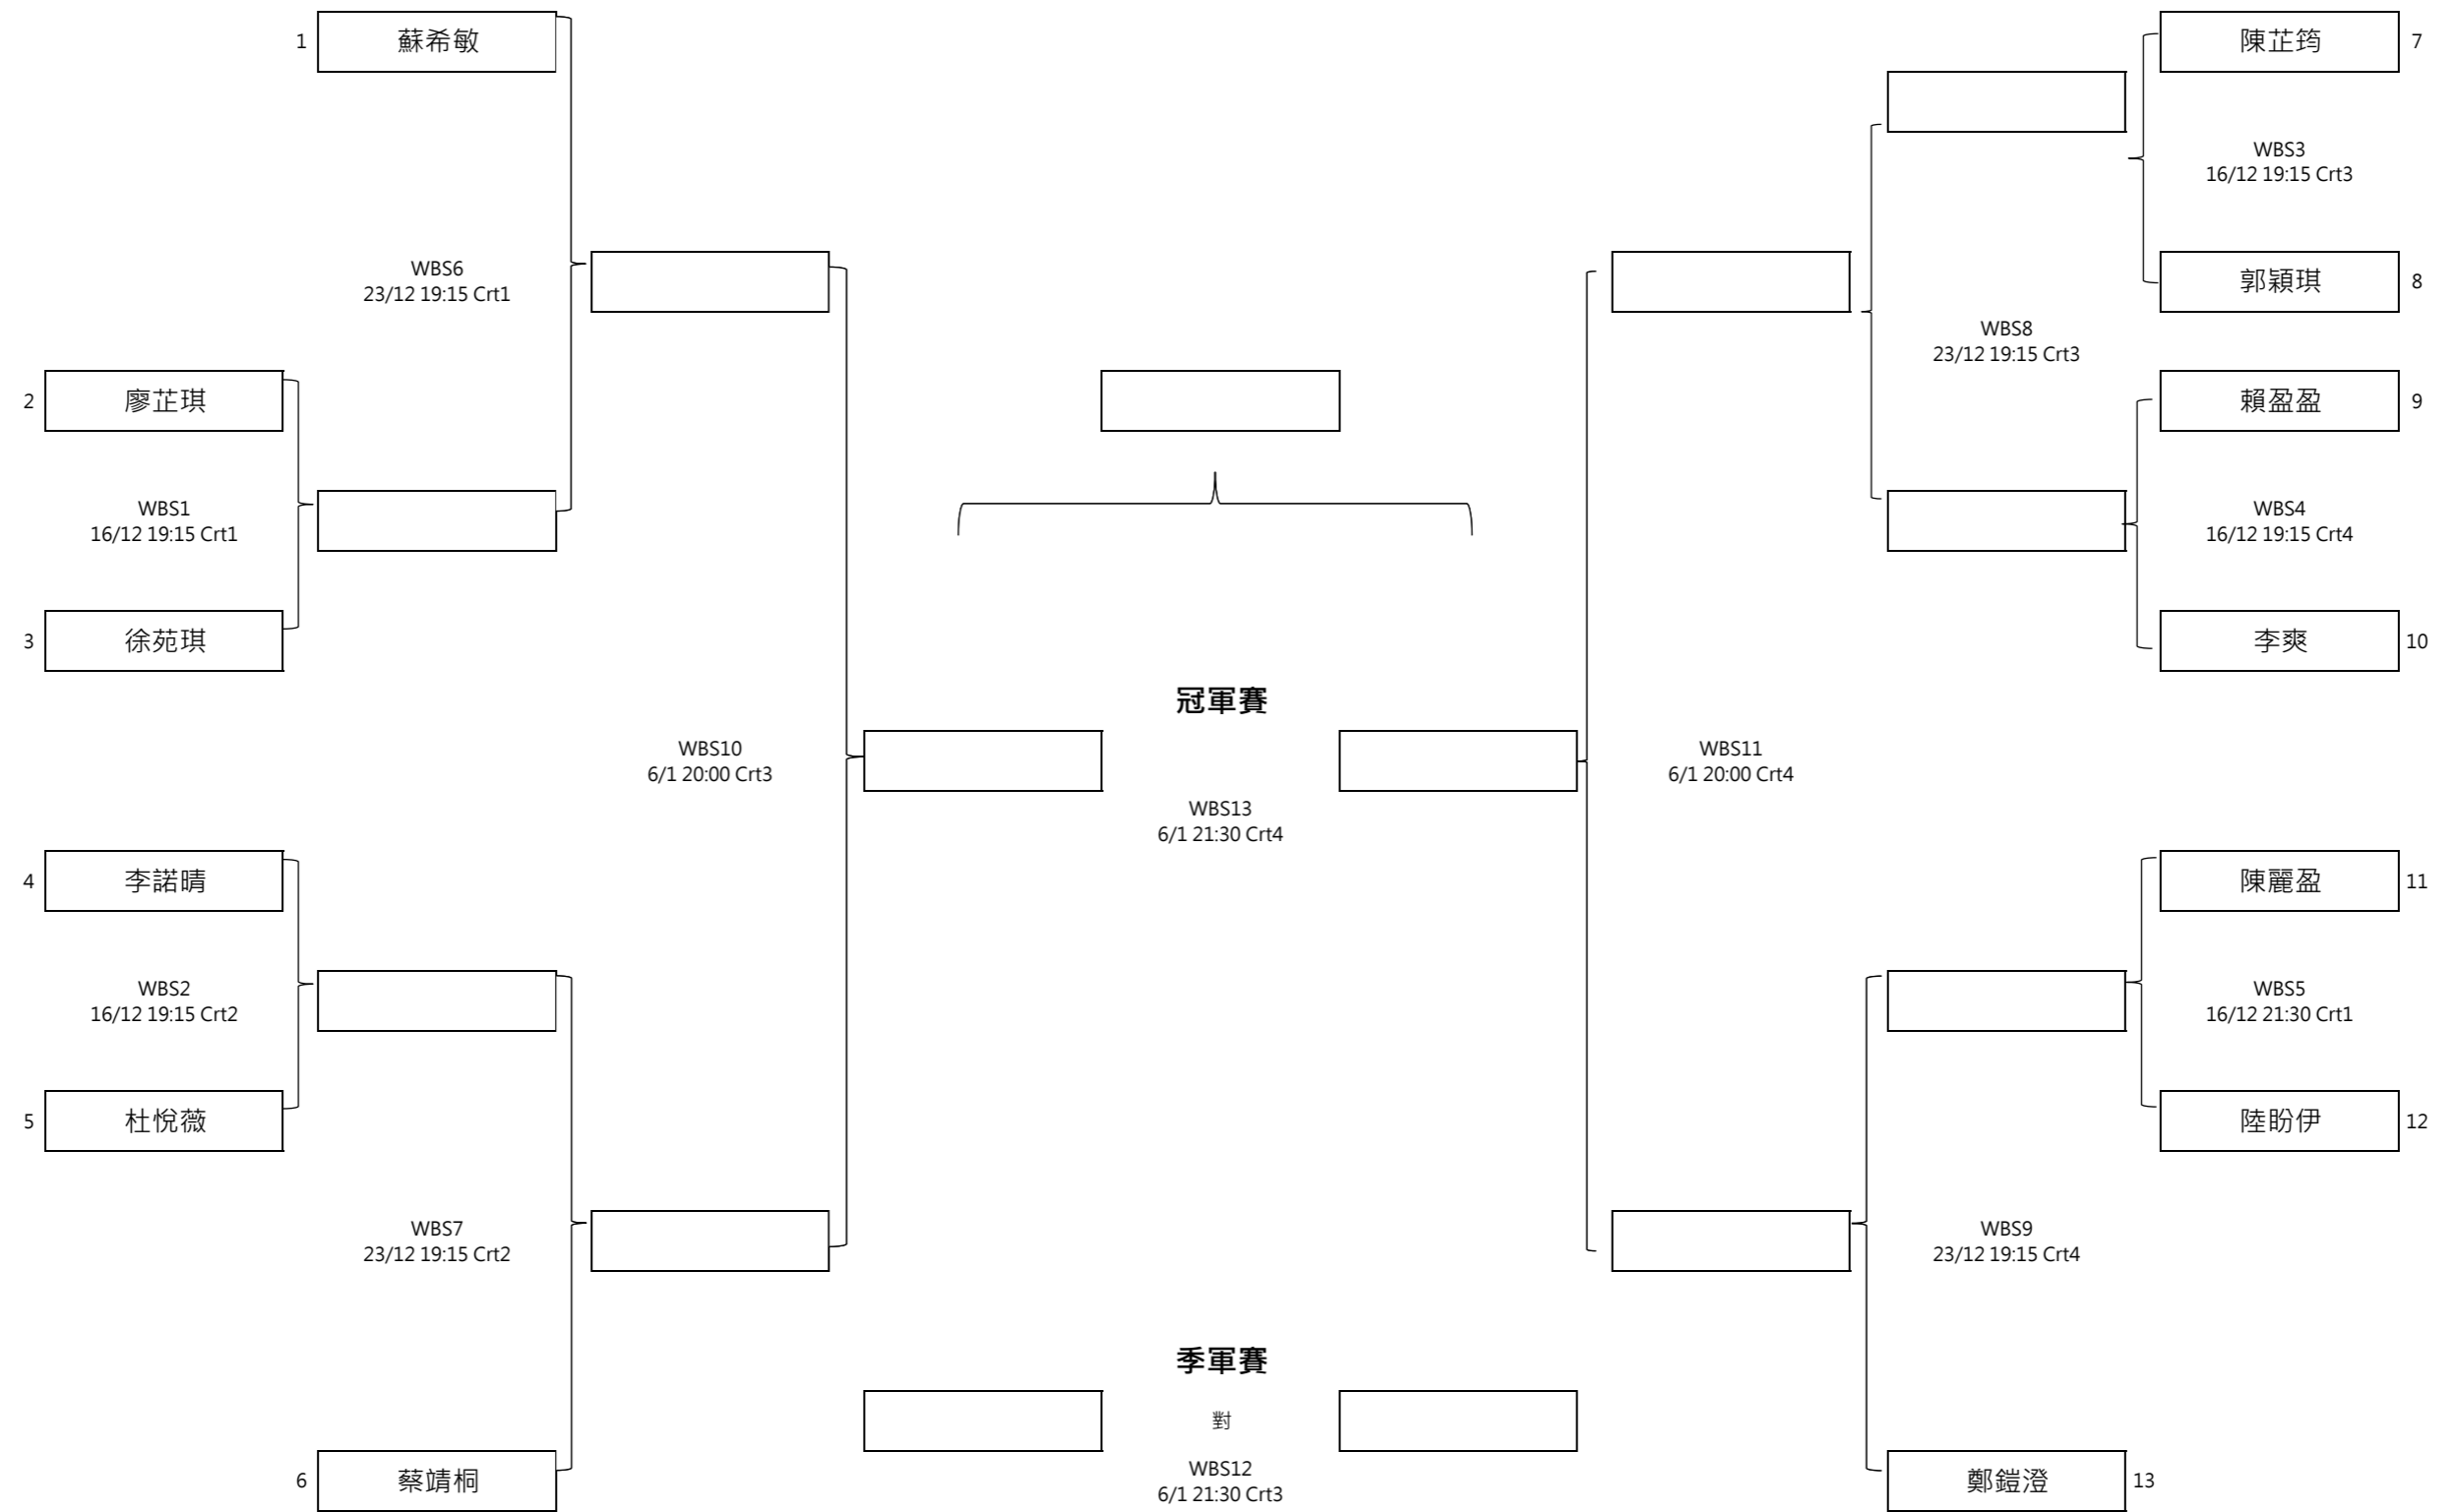 1 蘇希敏
陳芷筠 7
WBS3
16/12 19:15 Crt3
WBS6
23/12 19:15 Crt1
郭穎琪 8
WBS8
23/12 19:15 Crt3
2 廖芷琪
賴盈盈 9
WBS1
16/12 19:15 Crt1
WBS4
16/12 19:15 Crt4
3 徐苑琪
李爽 10
冠軍賽
WBS10
6/1 20:00 Crt3
WBS11
6/1 20:00 Crt4
WBS13
6/1 21:30 Crt4
4 李諾晴
陳麗盈 11
WBS2
16/12 19:15 Crt2
WBS5
16/12 21:30 Crt1
5 杜悅薇
陸盼伊 12
WBS7
23/12 19:15 Crt2
WBS9
23/12 19:15 Crt4
季軍賽
對
6 蔡靖桐
WBS12
6/1 21:30 Crt3
鄭鎧澄 13